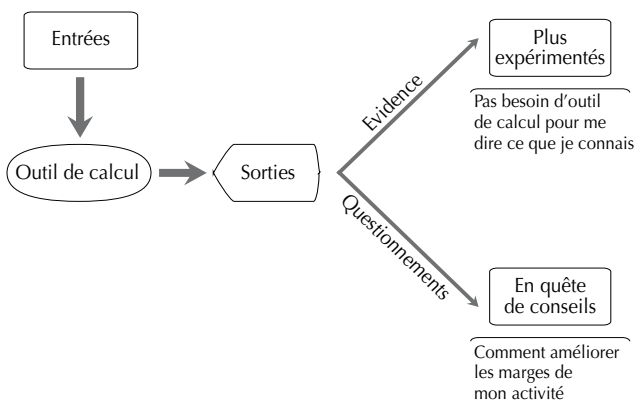 Entrées
Outil de calcul
Sorties
Evidence
Plus
expérimentés
Pas besoin d’outil
de calcul pour me
dire ce que je connais
Questionnements
En quête
de conseils
Comment améliorer
les marges de
mon activité